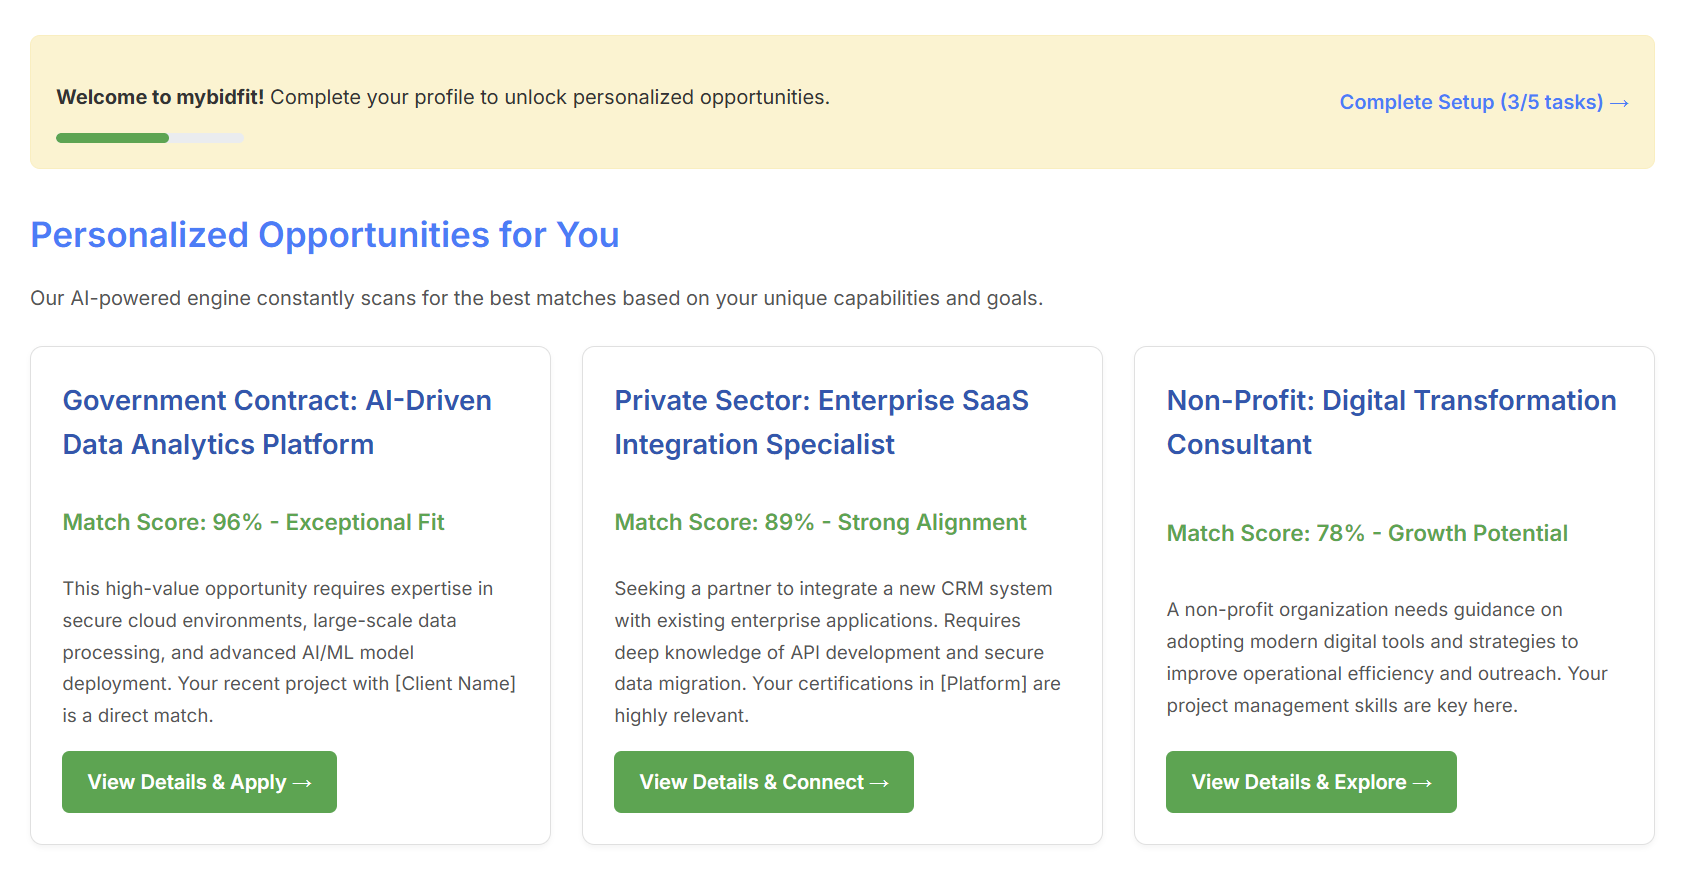 Welcome to mybidfit! Complete your profile to unlock personalized opportunities.
Complete Setup (3/5 tasks) →
Personalized Opportunities for You
Our AI-powered engine constantly scans for the best matches based on your unique capabilities and goals.
Government Contract: AI-Driven
Data Analytics Platform
Match Score: 96% - Exceptional Fit
This high-value opportunity requires expertise in
secure cloud environments, large-scale data
processing, and advanced AI/ML model
deployment. Your recent project with [Client Name]
is a direct match.
View Details & Apply →
Private Sector: Enterprise SaaS
Integration Specialist
Match Score: 89% - Strong Alignment
Seeking a partner to integrate a new CRM system
with existing enterprise applications. Requires
deep knowledge of API development and secure
data migration. Your certifications in [Platform] are
highly relevant.
View Details & Connect →
Non-Profit: Digital Transformation
Consultant
Match Score: 78% - Growth Potential
A non-profit organization needs guidance on
adopting modern digital tools and strategies to
improve operational efficiency and outreach. Your
project management skills are key here.
View Details & Explore →